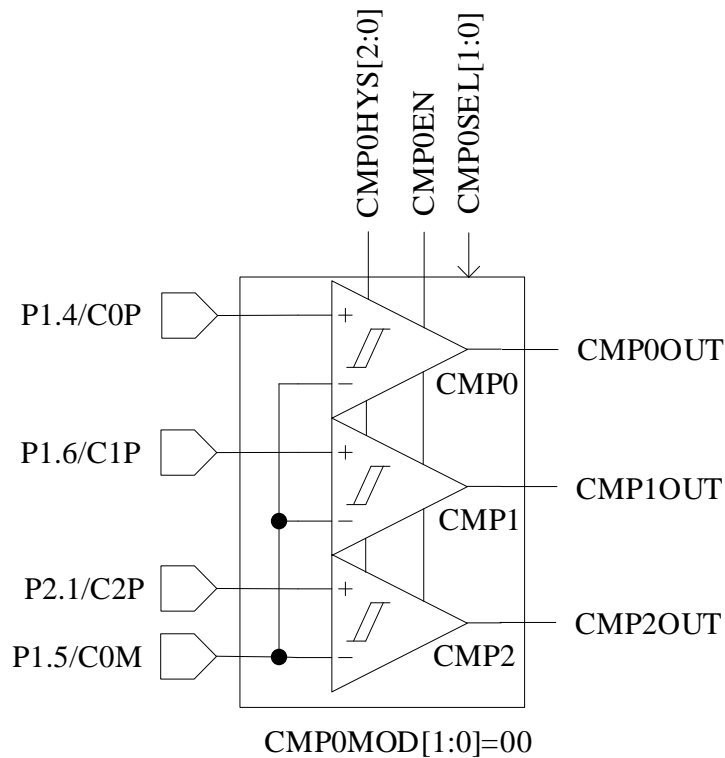 CMP0HYS[2:0]
CMP0EN
CMP0SEL[1:0]
P1.4/C0P
+
−
CMP0
CMP0OUT
P1.6/C1P
+
−
CMP1
CMP1OUT
P2.1/C2P
+
P1.5/C0M
−
CMP2
CMP2OUT
CMP0MOD[1:0]=00